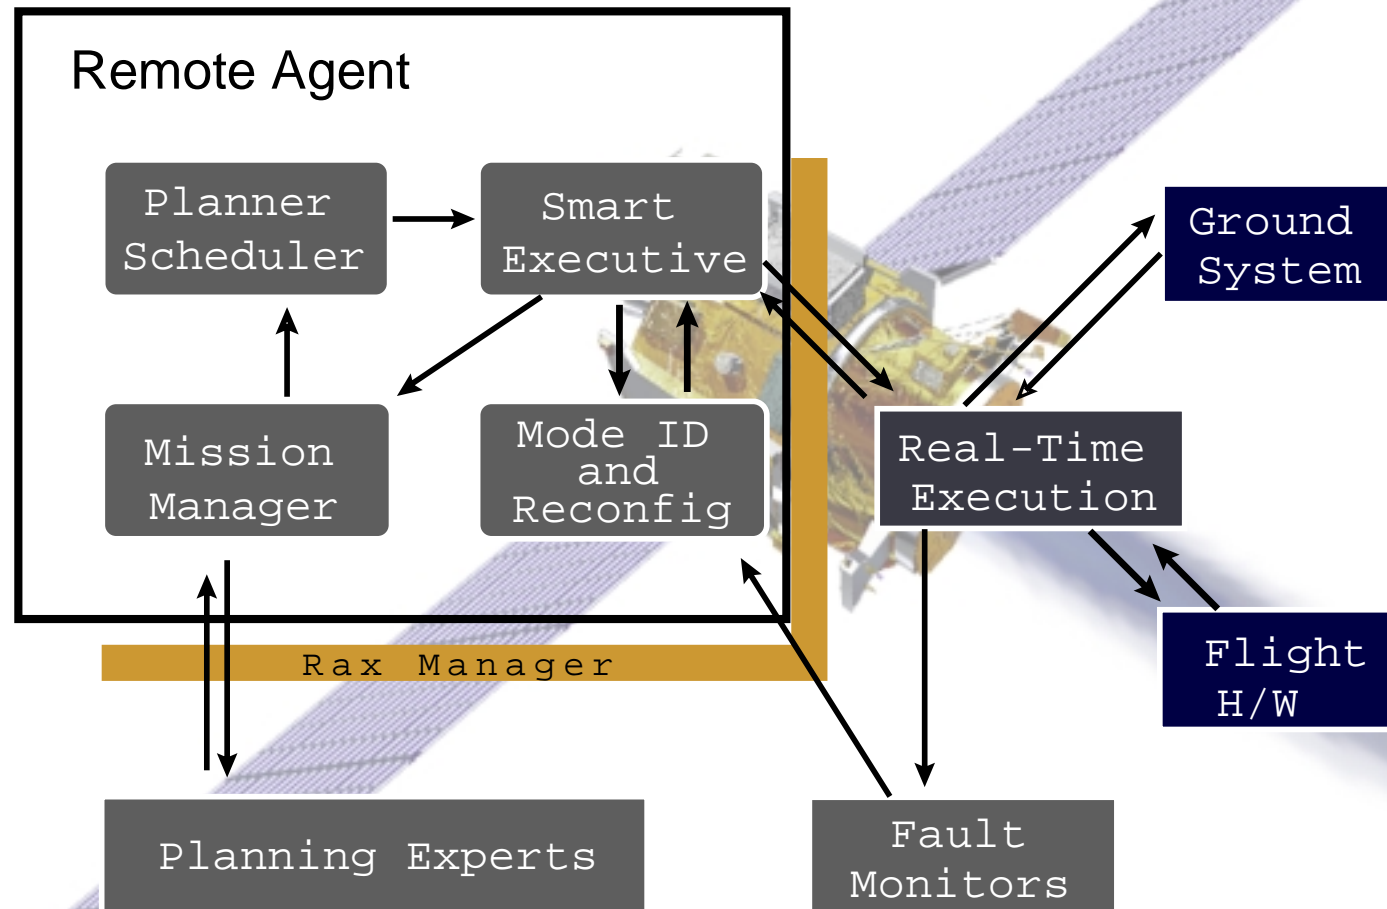 Remote Agent
Planner
Scheduler
Smart
Executive
Ground
System
Mission
Manager
Mode ID
and
Reconfig
Real-Time
Execution
Rax Manager
Flight
H/W
Planning Experts
Fault
Monitors